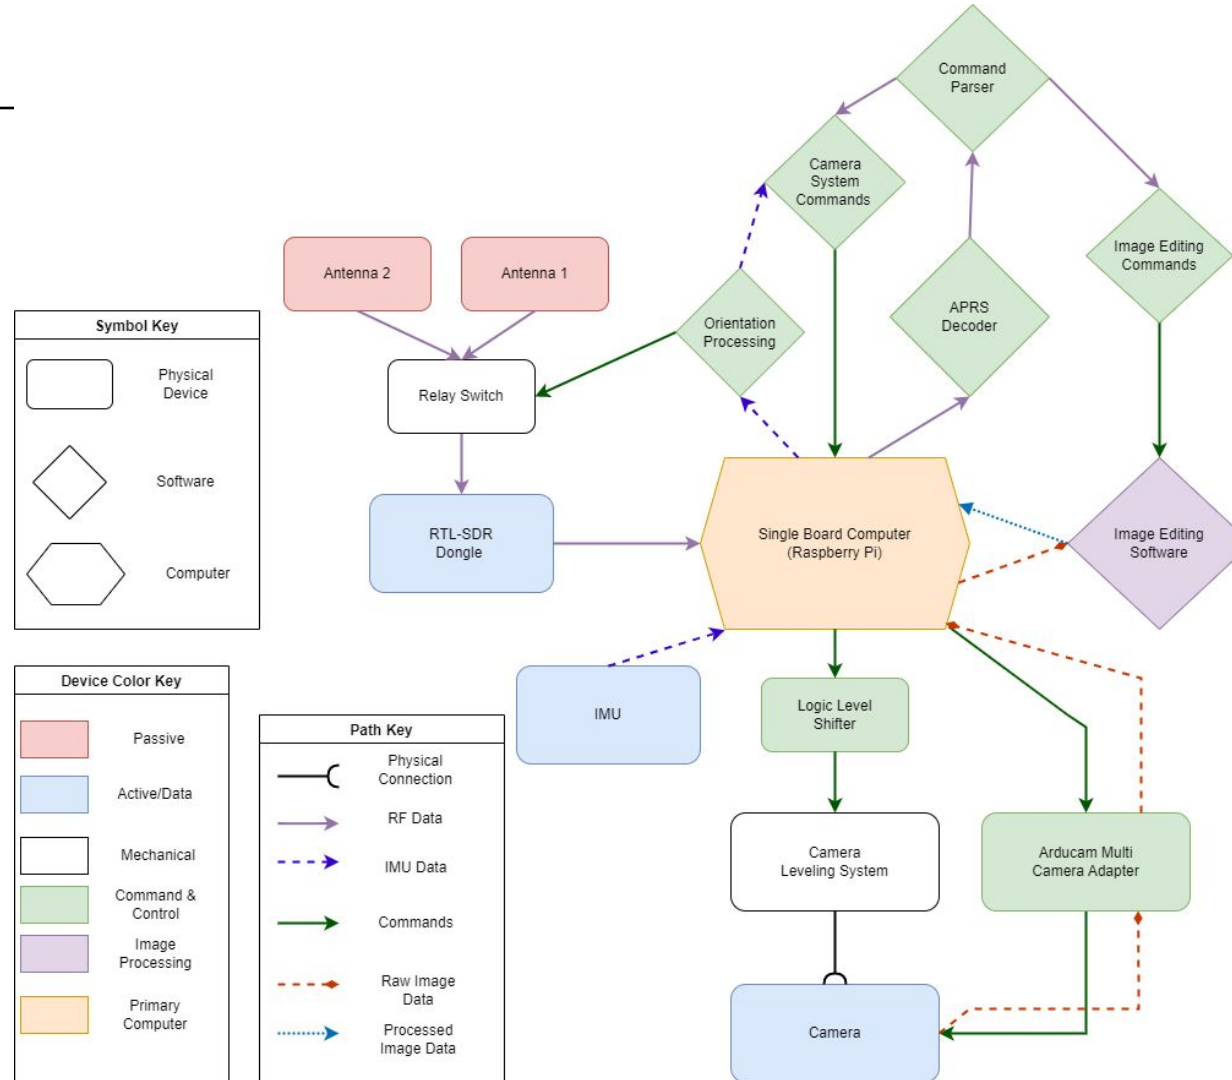 Command
Parser
Camera
System
Commands
Image Editing
Commands
Antenna 2
Antenna 1
Orientation
Processing
APRS
Decoder
Symbol Key
Physical
Device
Software
Computer
Relay Switch
RTL-SDR
Dongle
Single Board Computer
(Raspberry Pi)
Image Editing
Software
IMU
Logic Level
Shifter
Camera
Leveling System
Arducam Multi
Camera Adapter
Camera
Device Color Key
Passive
Active/Data
Mechanical
Command &
Control
Image
Processing
Primary
Computer
Path Key
Physical
Connection
RF Data
IMU Data
Commands
Raw Image
Data
Processed
Image Data